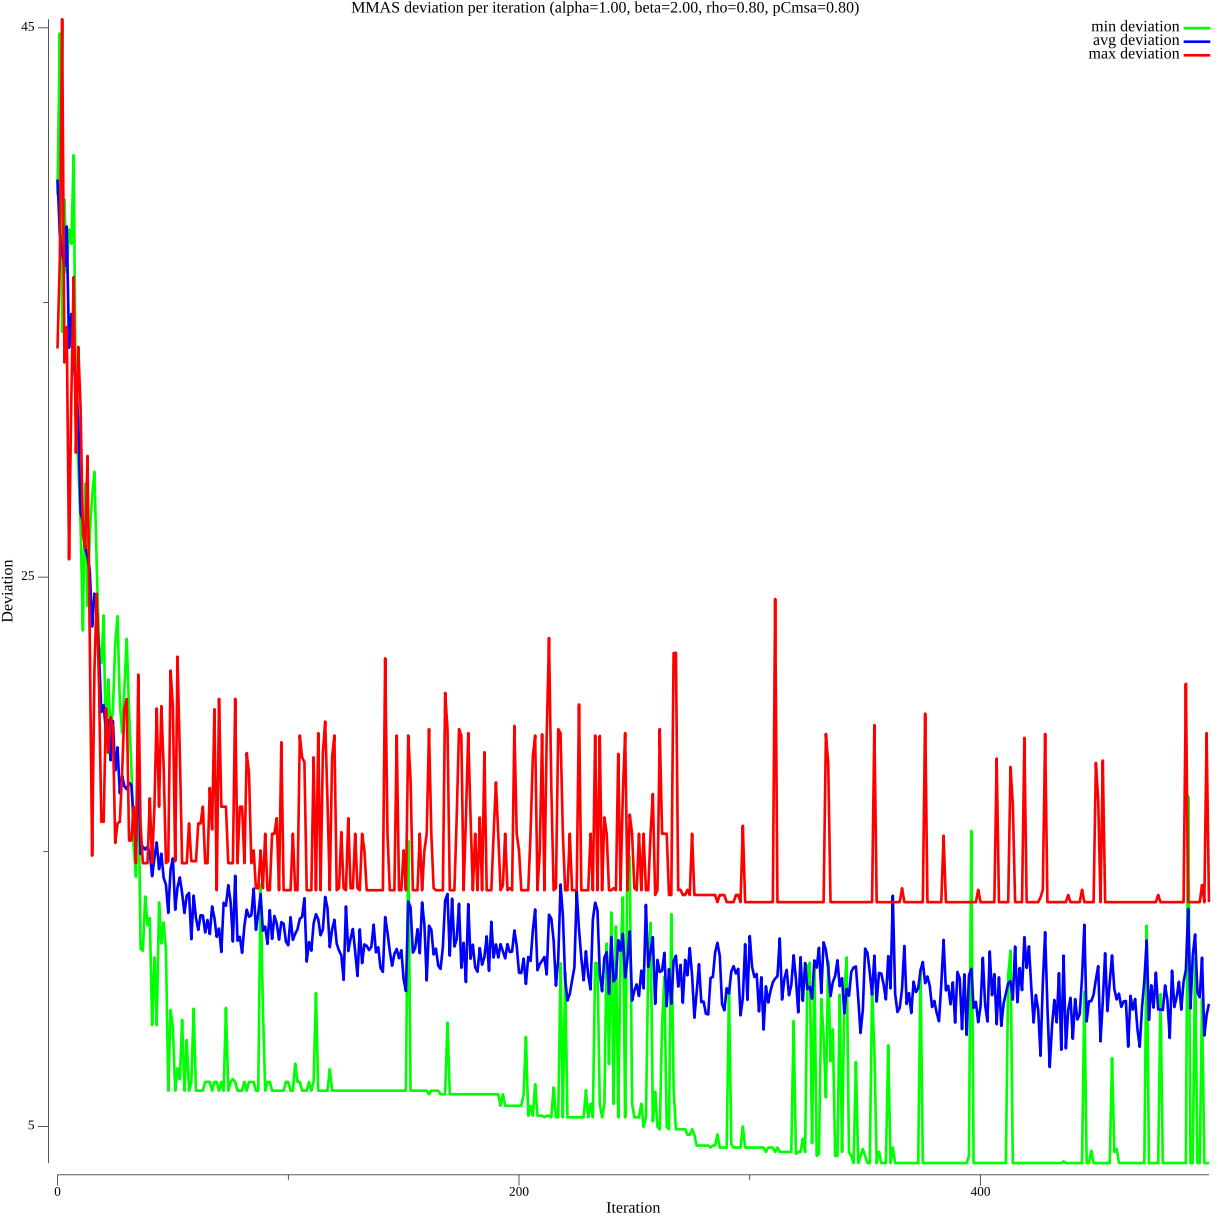 MMAS deviation per iteration (alpha=1.00, beta=2.00, rho=0.80, pCmsa=0.80)
min deviation
avg deviation
max deviation
45
25
5
Deviation
0
200
400
Iteration